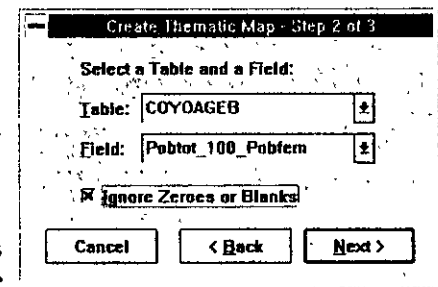 Create Thematic Map - Step 2 of 3
Select a Table and a Field:
Table: COYOAGEB
Field: Pobtot_100_Pobfem
Ignore Zeroes or Blanks
Cancel < Back Next >